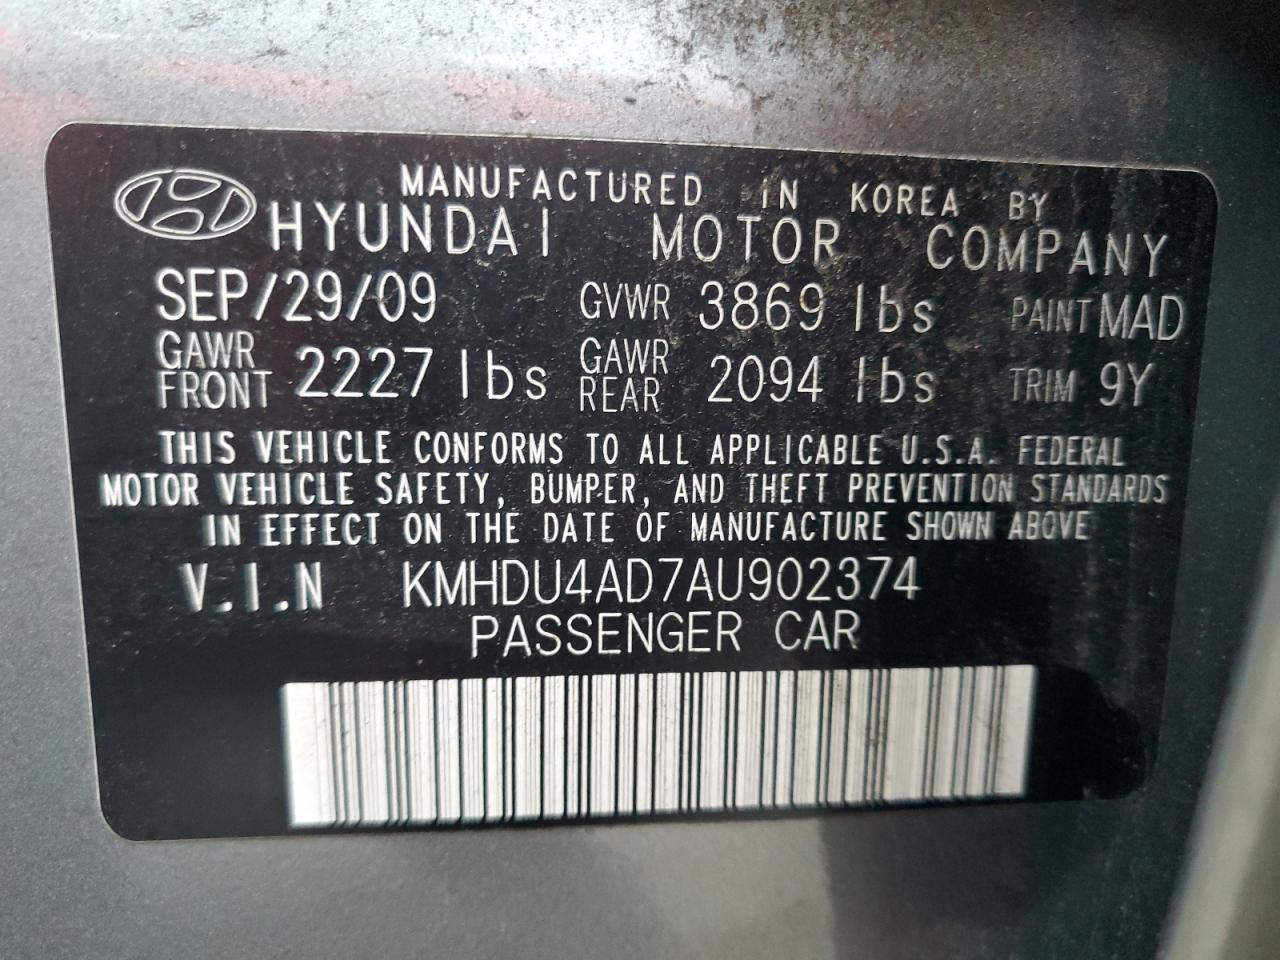 MANUFACTURED IN KOREA BY
HYUNDAI MOTOR COMPANY
SEP/29/09 GVWR 3869 lbs PAINT MAD
GAWR FRONT 2227 lbs GAWR REAR 2094 lbs TRIM 9Y
THIS VEHICLE CONFORMS TO ALL APPLICABLE U.S.A. FEDERAL
MOTOR VEHICLE SAFETY, BUMPER, AND THEFT PREVENTION STANDARDS
IN EFFECT ON THE DATE OF MANUFACTURE SHOWN ABOVE
V.I.N KMHDU4AD7AU902374
PASSENGER CAR